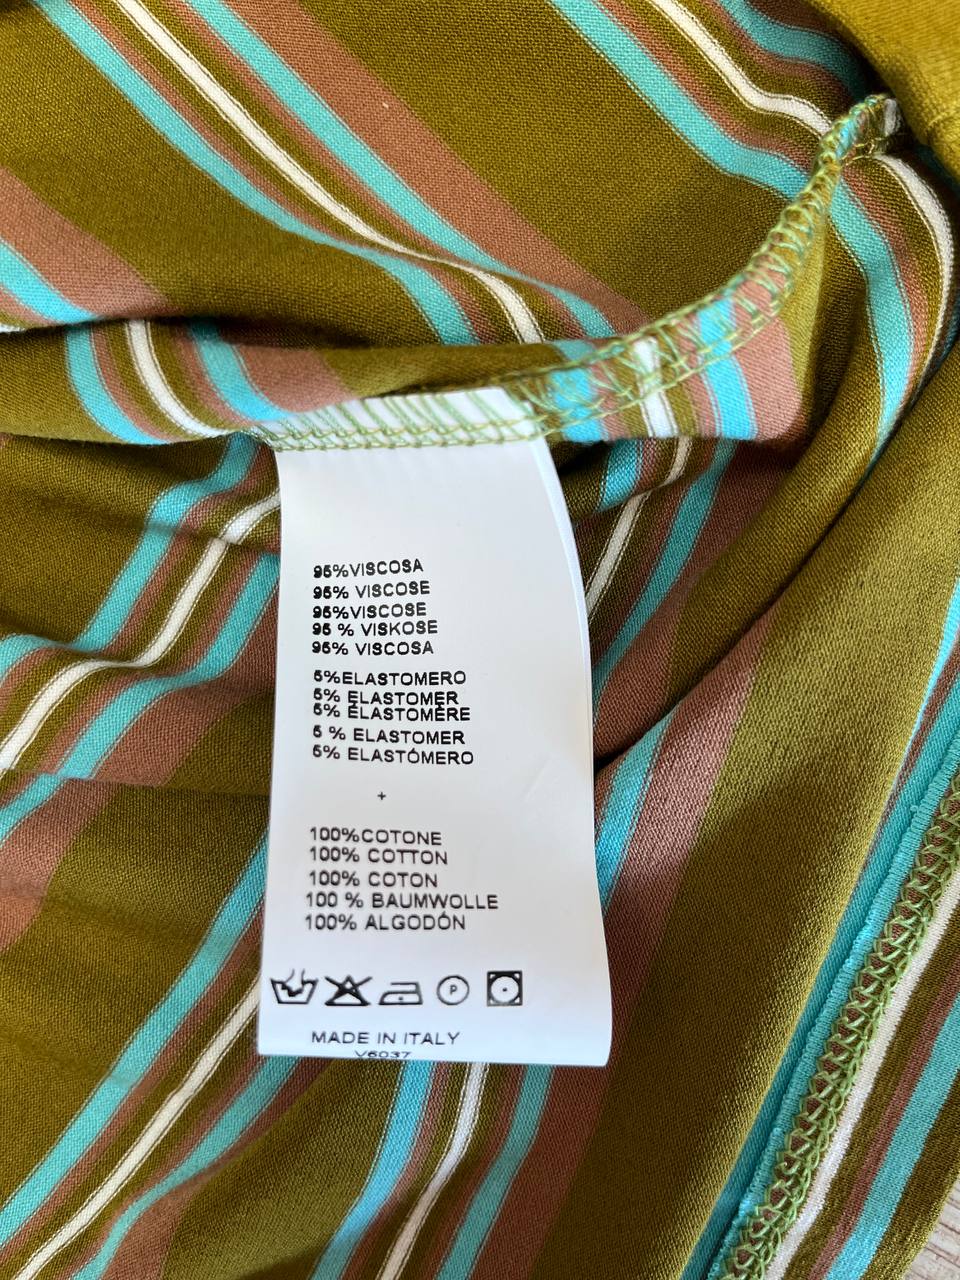 95%VISCOSA
95% VISCOSE
95%VISCOSE
95 % VISKOSE
95% VISCOSA
5%ELASTOMERO
5% ELASTOMER
5% ÉLASTOMÈRE
5 % ELASTOMER
5% ELASTÓMERO
+
100%COTONE
100% COTTON
100% COTON
100 % BAUMWOLLE
100% ALGODÓN
P
MADE IN ITALY
V6037